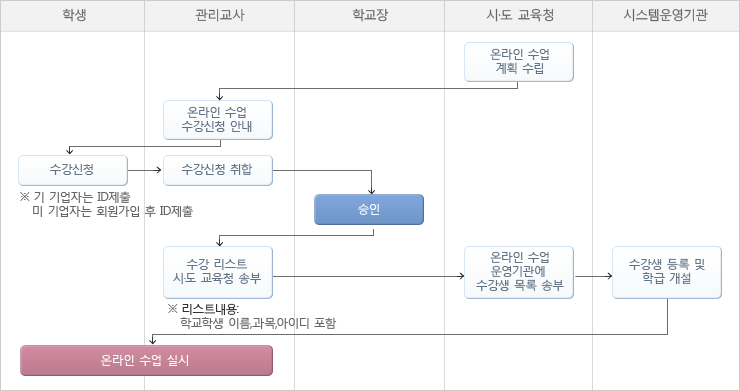 학생
관리교사
학교장
시·도 교육청
시스템운영기관
온라인 수업
계획 수립
온라인 수업
수강신청 안내
수강신청
수강신청 취합
※ 기 기업자는 ID제출
미 기업자는 회원가입 후 ID제출
승인
수강 리스트
시·도 교육청 송부
온라인 수업
운영기관에
수강생 목록 송부
수강생 등록 및
학급 개설
※ 리스트내용:
학교학생 이름,과목,아이디 포함
온라인 수업 실시